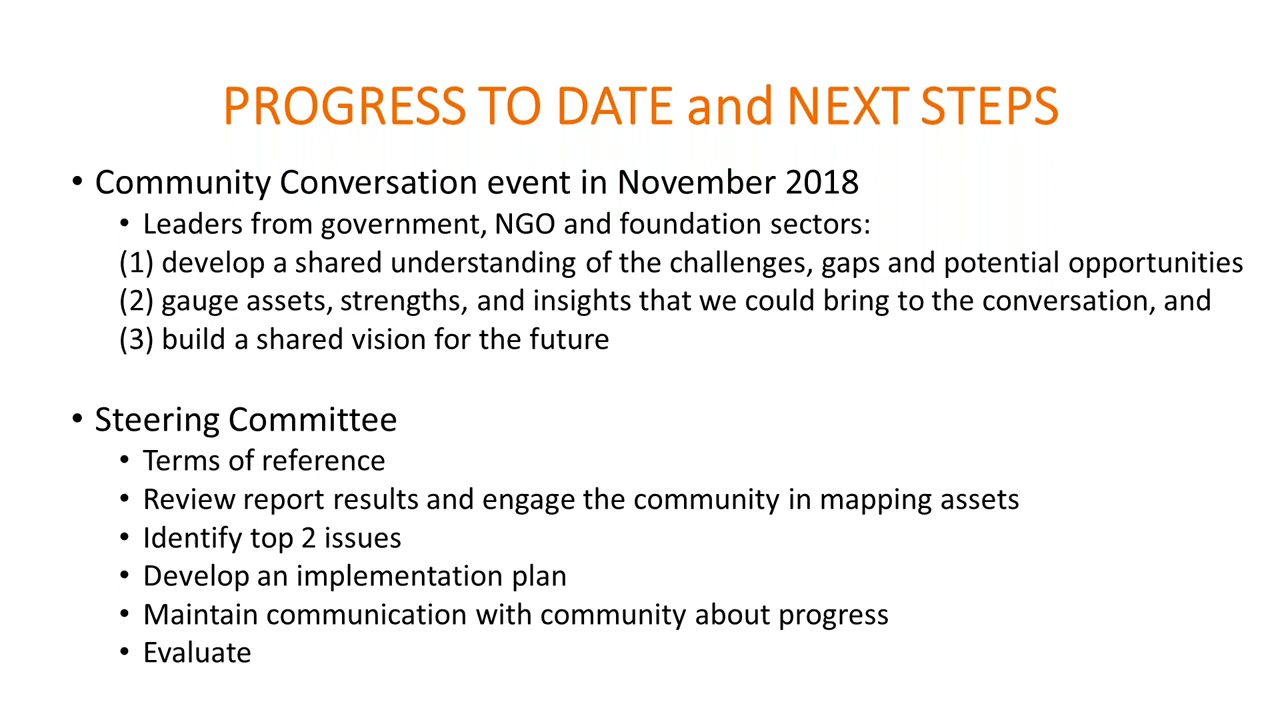 PROGRESS TO DATE and NEXT STEPS
• Community Conversation event in November 2018
• Leaders from government, NGO and foundation sectors:
(1) develop a shared understanding of the challenges, gaps and potential opportunities
(2) gauge assets, strengths, and insights that we could bring to the conversation, and
(3) build a shared vision for the future
• Steering Committee
• Terms of reference
• Review report results and engage the community in mapping assets
• Identify top 2 issues
• Develop an implementation plan
• Maintain communication with community about progress
• Evaluate